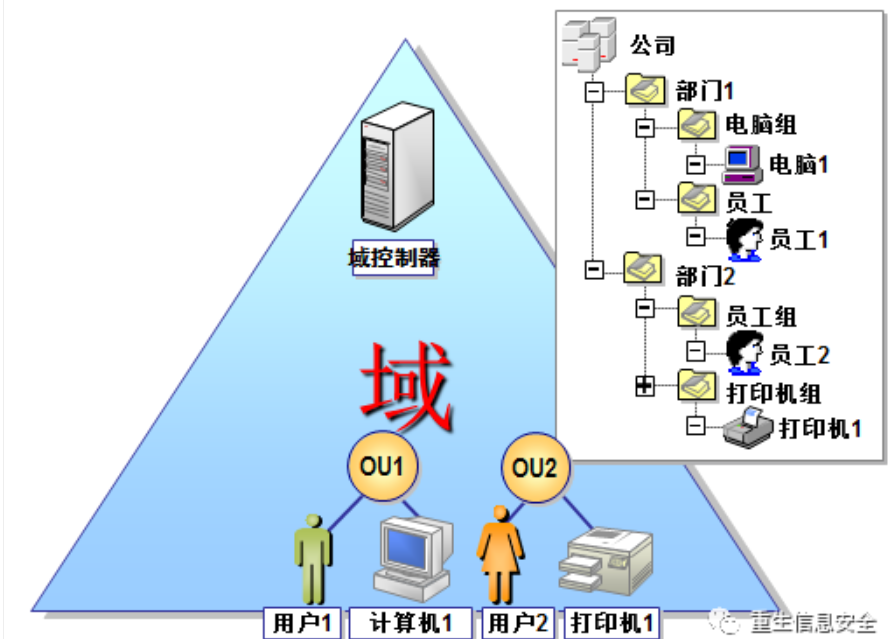 公司
部门1
电脑组
电脑1
员工
员工1
部门2
员工组
员工2
打印机组
打印机1
域控制器
域
OU1
OU2
用户1
计算机1
用户2
打印机1
重生信息安全